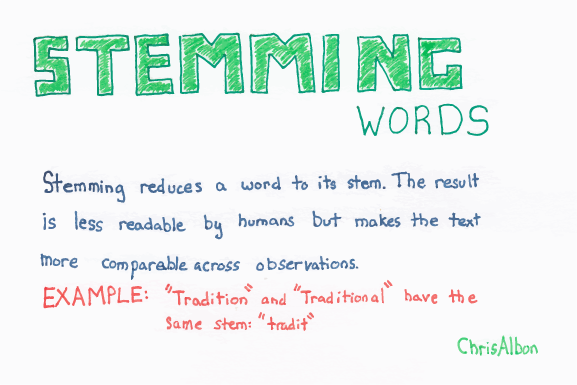 STEMMING
WORDS
Stemming reduces a word to its stem. The result
is less readable by humans but makes the text
more comparable across observations.
EXAMPLE: "Tradition" and "Traditional" have the
same stem: "tradit"
ChrisAlbon